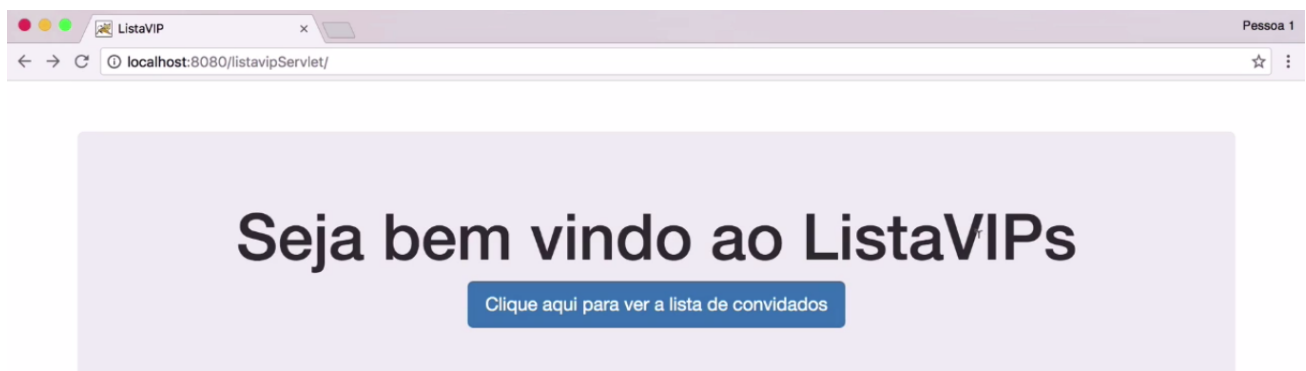 ListaVIP
Pessoa 1
localhost:8080/listavipServlet/
Seja bem vindo ao ListaVIPs
Clique aqui para ver a lista de convidados